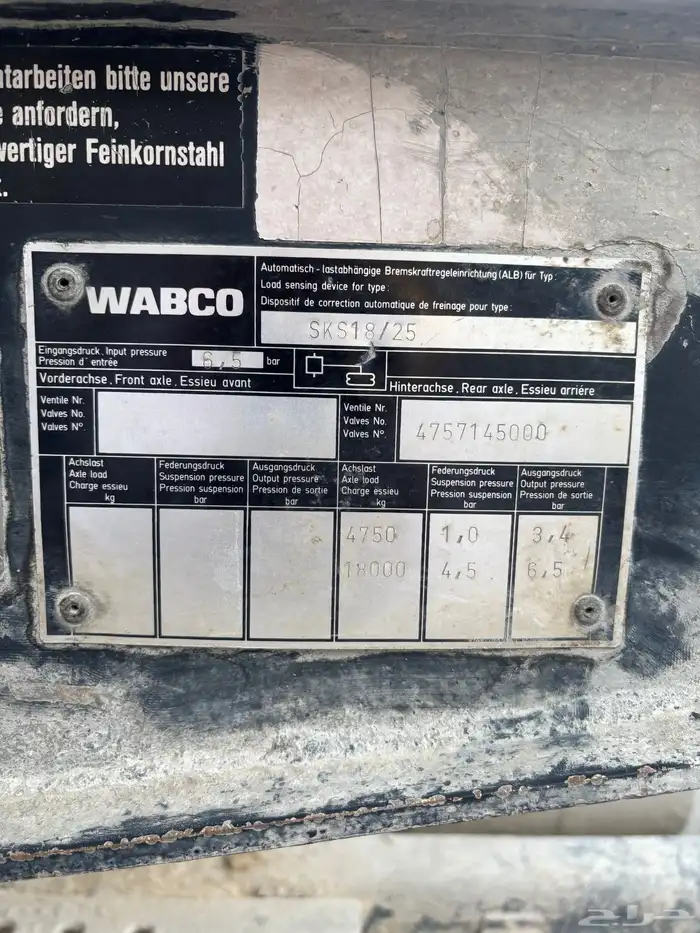 ntarbeiten bitte unsere
e anfordern,
wertiger Feinkornstahl
t.
WABCO
Automatisch-lastabhängige Bremskraftregeleinrichtung (ALB) für Typ:
Load sensing device for type:
Dispositif de correction automatique de freinage pour type:
SKS18/25
Eingangsdruck, Input pressure
Pression d'entrée
6,5 bar
Vorderachse, Front axle, Essieu avant
Hinterachse, Rear axle, Essieu arriére
Ventile Nr.
Valves No.
Valves N°.
Ventile Nr.
Valves No.
Valves N°.
4757145000
Achslast
Axle load
Charge essieu
kg
Federungsdruck
Suspension pressure
Pression suspension
bar
Ausgangsdruck
Output pressure
Pression de sortie
bar
Achslast
Axle load
Charge essieu
kg
Federungsdruck
Suspension pressure
Pression suspension
bar
Ausgangsdruck
Output pressure
Pression de sortie
bar
4750 1,0 3,4
18000 4,5 6,5
حراج